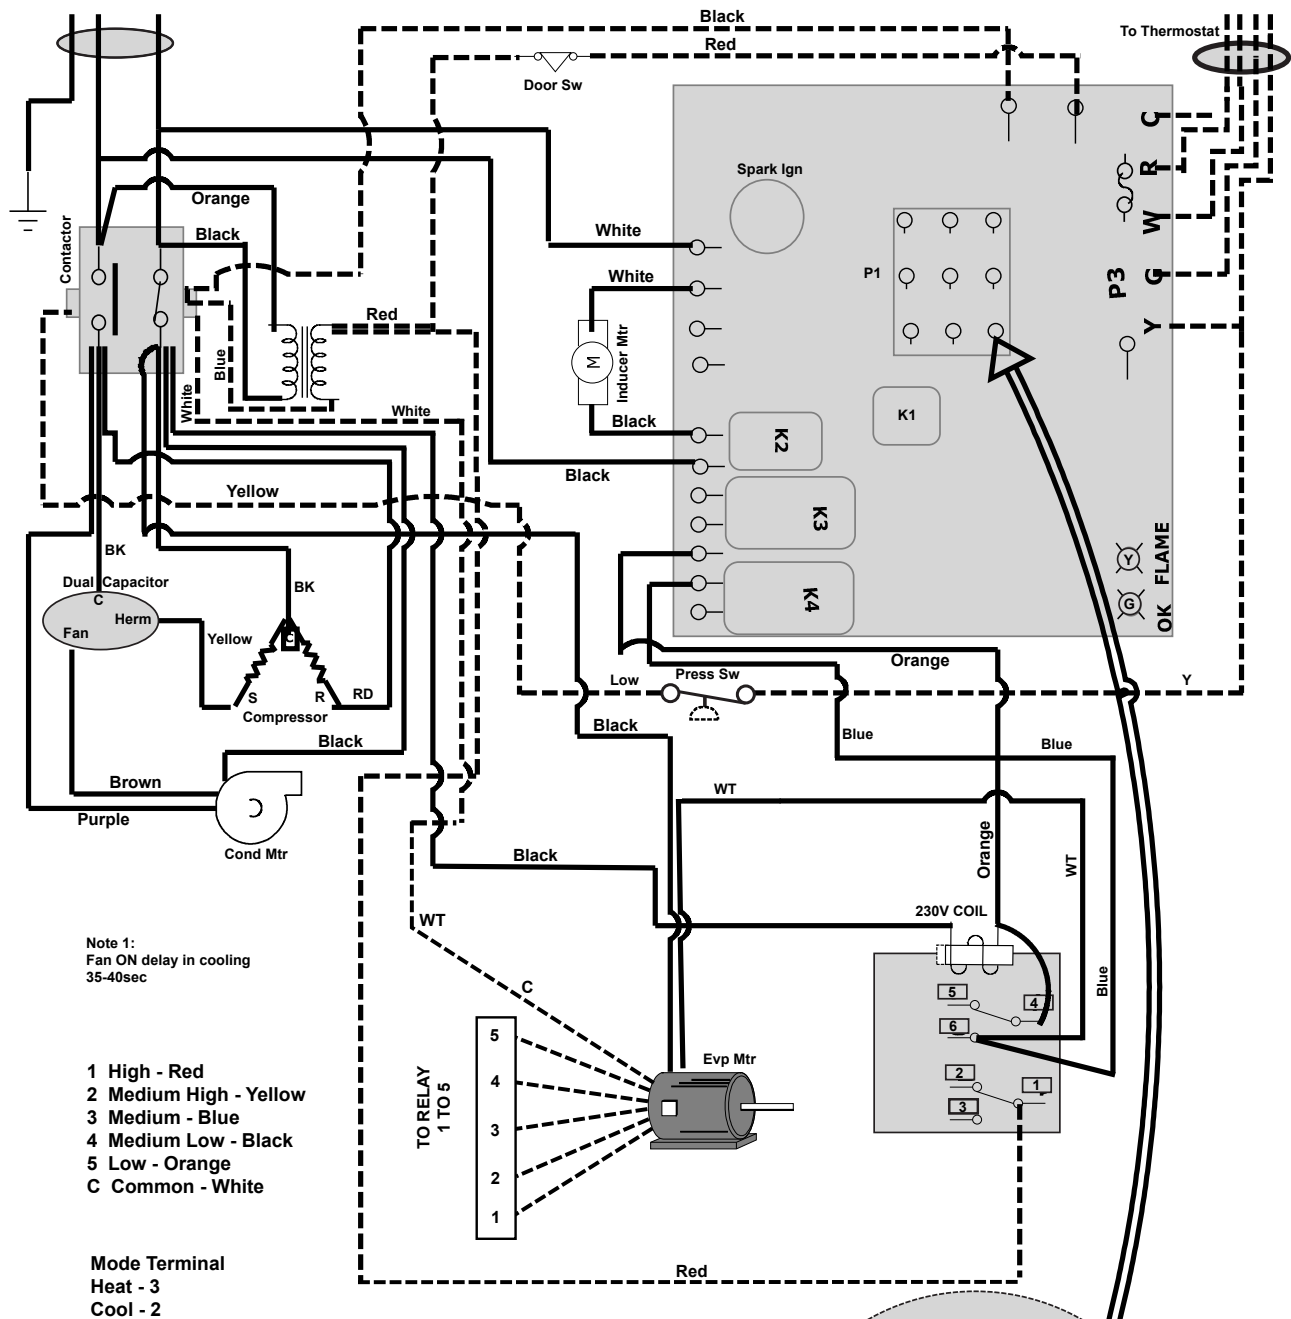 Black
Red
To Thermostat
Door Sw
C
R
W
G
Y
P3
Spark Ign
P1
Orange
Black
Contactor
White
White
Red
Blue
White
White
Inducer Mtr
M
Black
Black
K1
K2
K3
K4
Y
FLAME
G
OK
Yellow
BK
Dual Capacitor
C
Herm
Fan
BK
Yellow
C
S
R
RD
Compressor
Orange
Low
Press Sw
Y
Black
Black
Blue
Blue
Brown
Purple
Cond Mtr
WT
Orange
WT
Black
230V COIL
WT
Note 1:
Fan ON delay in cooling
35-40sec
C
Blue
5
4
6
2
1
3
5
4
3
2
1
TO RELAY
1 TO 5
Evp Mtr
1 High - Red
2 Medium High - Yellow
3 Medium - Blue
4 Medium Low - Black
5 Low - Orange
C Common - White
Mode Terminal
Heat - 3
Cool - 2
Red